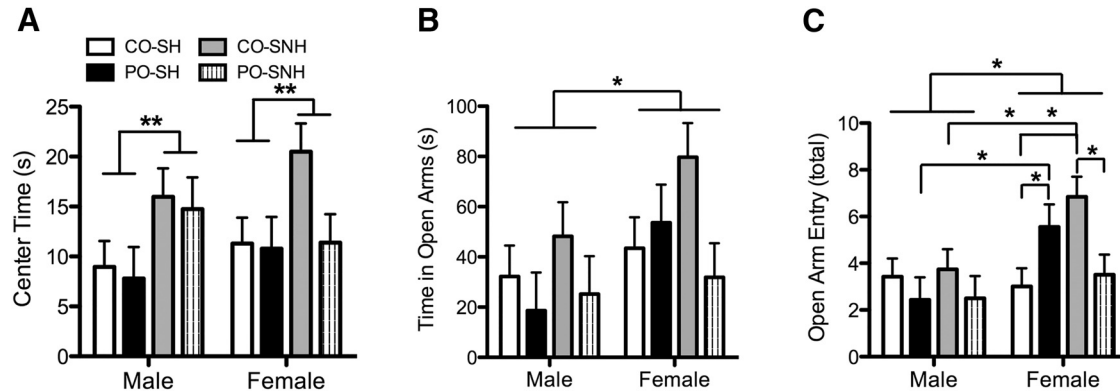 A B C
CO-SH CO-SNH
PO-SH PO-SNH
Center Time (s)
25
20
15
10
5
0
** **
Male Female
Time in Open Arms (s)
100
80
60
40
20
0
*
Male Female
Open Arm Entry (total)
10
8
6
4
2
0
*
* *
* *
*
Male Female